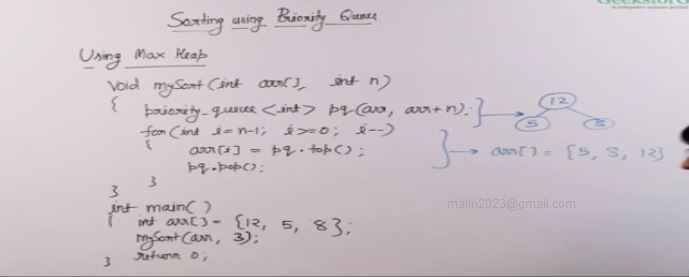 GeeksforG
Sorting using Priority Queue
Using Max Heap
void mySort(int arr[], int n)
{ priority_queue <int> pq(arr, arr+n);
for(int i=n-1; i>=0; i--)
{ arr[i] = pq.top();
pq.pop();
}
}
int main()
{ int arr[] = {12, 5, 8};
mySort(arr, 3);
return 0;
}
12
5 8
arr[] = {5, 8, 12}
maitri2023@gmail.com